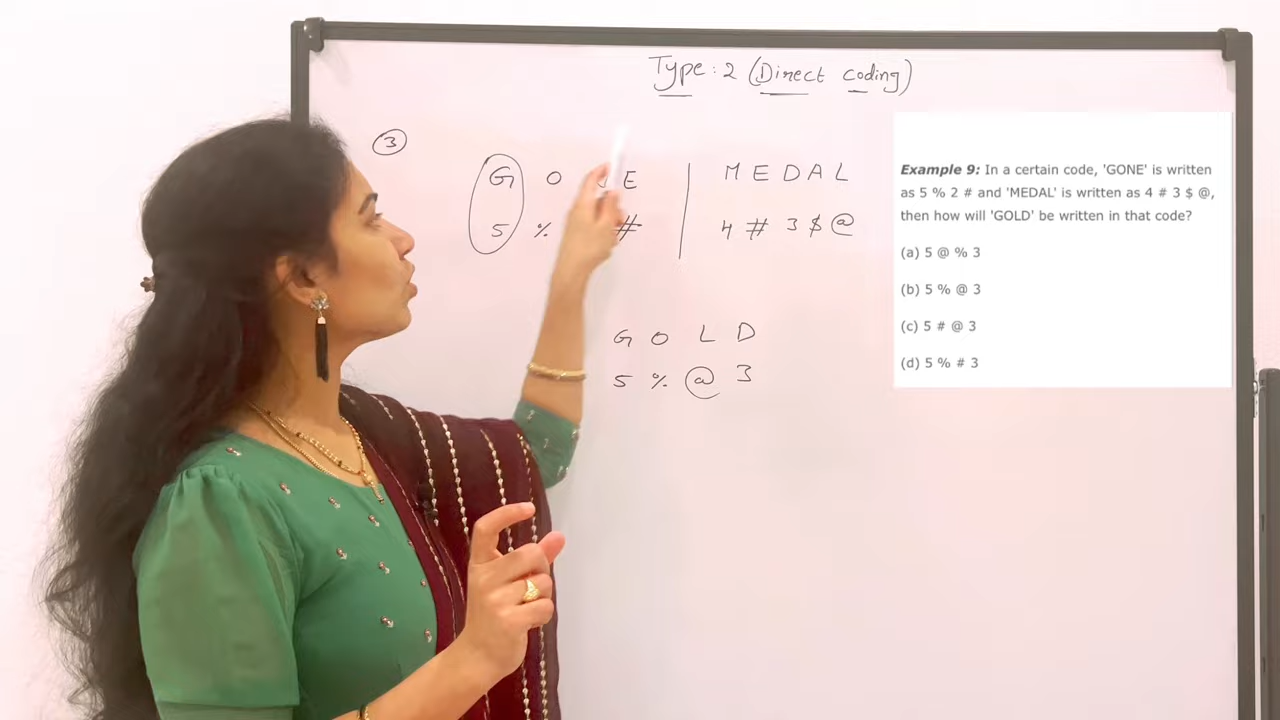 Type : 2 (Direct coding)
3
G O E | M E D A L
5 % # 4 # 3 $ @
G O L D
5 % @ 3
Example 9: In a certain code, 'GONE' is written
as 5 % 2 # and 'MEDAL' is written as 4 # 3 $ @,
then how will 'GOLD' be written in that code?
(a) 5 @ % 3
(b) 5 % @ 3
(c) 5 # @ 3
(d) 5 % # 3